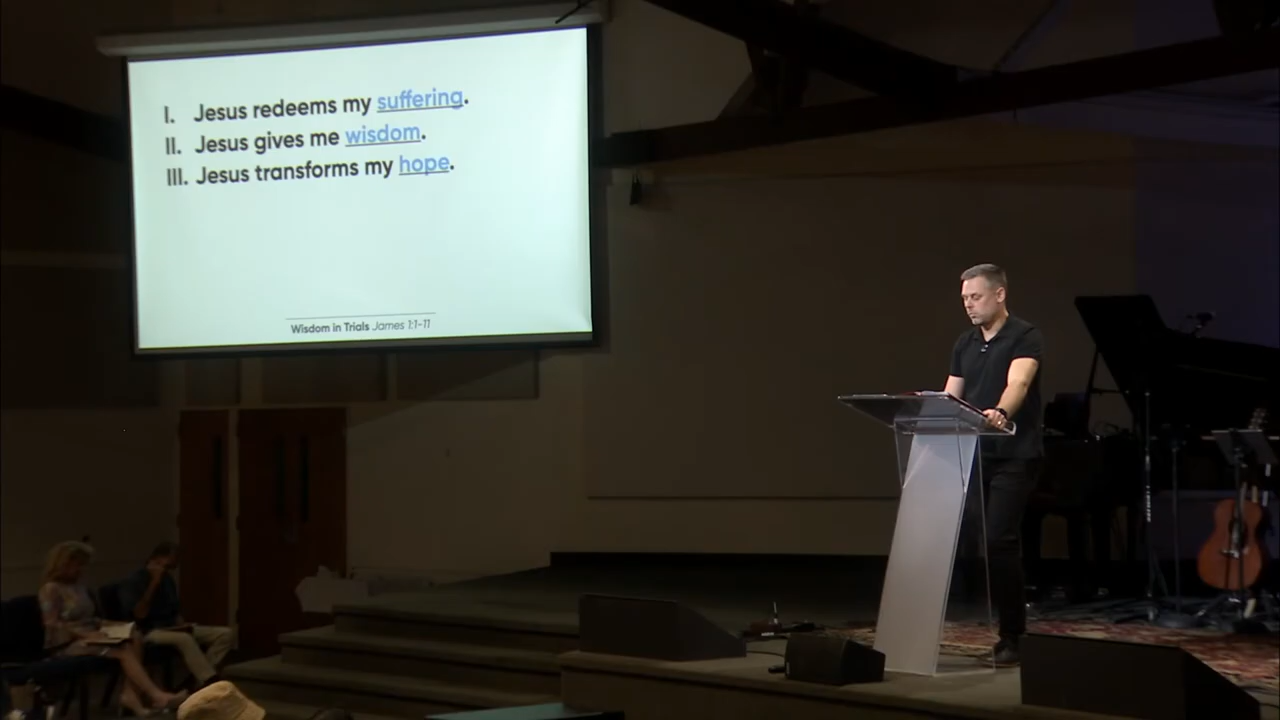 I. Jesus redeems my suffering.
II. Jesus gives me wisdom.
III. Jesus transforms my hope.
Wisdom in Trials James 1:1-11